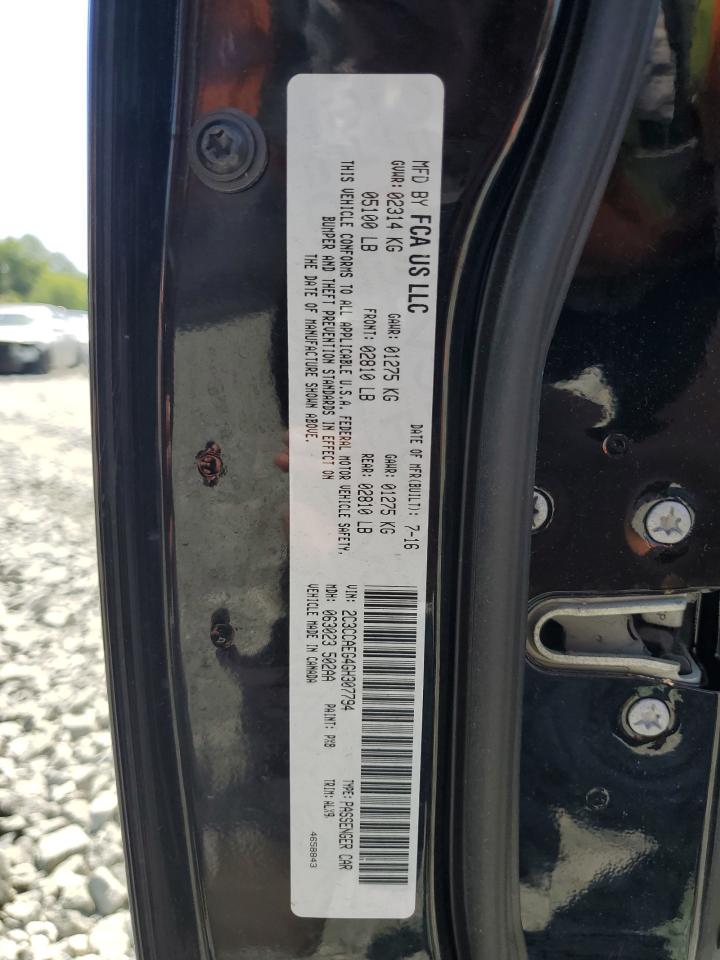 MFD BY FCA US LLC
DATE OF MFR(BUILT): 7-16
GVWR: 02314 KG GAWR: 01275 KG GAWR: 01275 KG
05100 LB FRONT: 02810 LB REAR: 02810 LB
THIS VEHICLE CONFORMS TO ALL APPLICABLE U.S.A. FEDERAL MOTOR VEHICLE SAFETY,
BUMPER AND THEFT PREVENTION STANDARDS IN EFFECT ON
THE DATE OF MANUFACTURE SHOWN ABOVE.
VIN: 2C3CCAEG4GH307794 TYPE: PASSENGER CAR
MDH: 063023 502AA PAINT: PX8 TRIM: ALX9
VEHICLE MADE IN CANADA 4658843